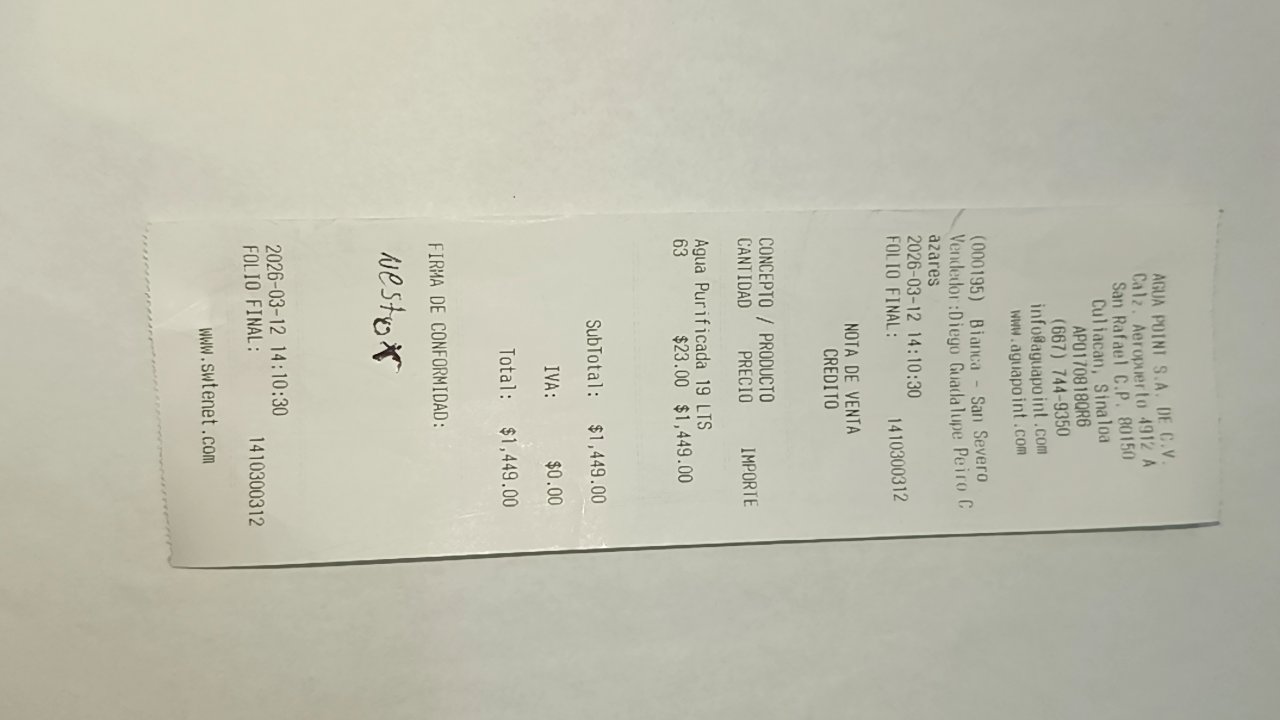 AGUA POINT S.A. DE C.V.
Calz. Aeropuerto 4912 A
San Rafael C.P. 80150
Culiacan, Sinaloa
APO170818QR6
(667) 744-9350
info@aguapoint.com
www.aguapoint.com
(000195) Bianca - San Severo
Vendedor:Diego Guadalupe Peiro C
azares
2026-03-12 14:10:30
FOLIO FINAL: 1410300312
NOTA DE VENTA
CREDITO
CONCEPTO / PRODUCTO
CANTIDAD PRECIO IMPORTE
Agua Purificada 19 LTS
63 $23.00 $1,449.00
SubTotal: $1,449.00
IVA: $0.00
Total: $1,449.00
FIRMA DE CONFORMIDAD:
Nestor
2026-03-12 14:10:30
FOLIO FINAL: 1410300312
www.swtenet.com